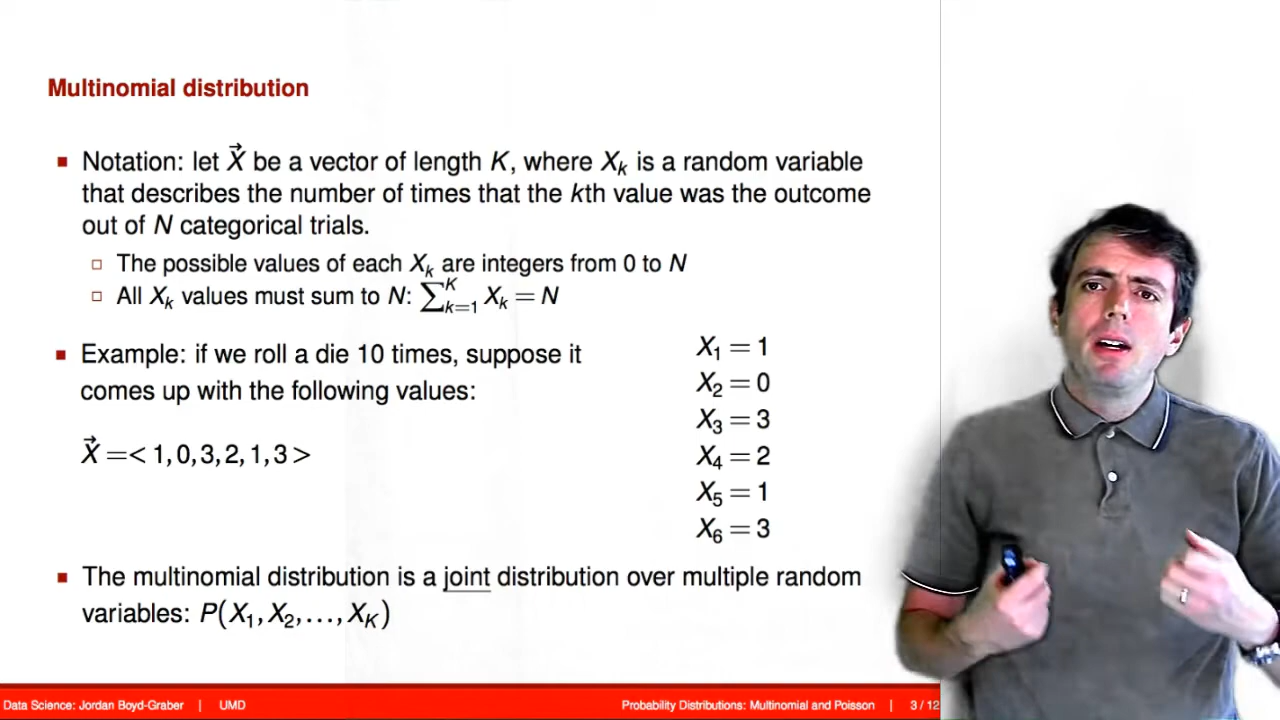 Multinomial distribution
Notation: let X⃗ be a vector of length K, where Xₖ is a random variable
that describes the number of times that the kth value was the outcome
out of N categorical trials.
The possible values of each Xₖ are integers from 0 to N
All Xₖ values must sum to N: ∑ᴷₖ₌₁ Xₖ = N
Example: if we roll a die 10 times, suppose it
comes up with the following values:
X⃗ =< 1, 0, 3, 2, 1, 3 >
X₁ = 1
X₂ = 0
X₃ = 3
X₄ = 2
X₅ = 1
X₆ = 3
The multinomial distribution is a joint distribution over multiple random
variables: P(X₁, X₂, . . . , X_K)
Data Science: Jordan Boyd-Graber | UMD
Probability Distributions: Multinomial and Poisson | 3 / 12